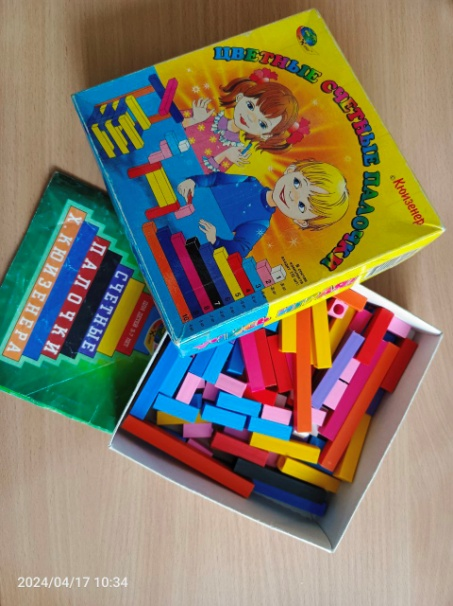 ЦВЕТНЫЕ СЧЕТНЫЕ ПАЛОЧКИ
Кюизенер
Х. КЮИЗЕНЕРА
ПАЛОЧКИ
СЧЕТНЫЕ
2024/04/17 10:34